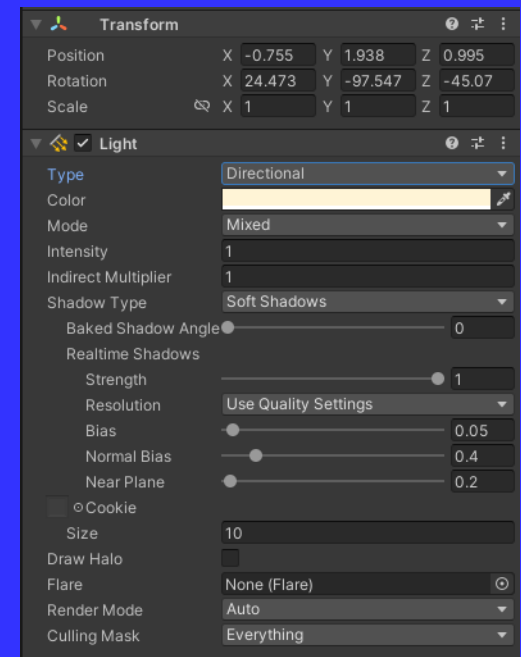 Transform
Position X -0.755 Y 1.938 Z 0.995
Rotation X 24.473 Y -97.547 Z -45.07
Scale X 1 Y 1 Z 1
Light
Type Directional
Color
Mode Mixed
Intensity 1
Indirect Multiplier 1
Shadow Type Soft Shadows
Baked Shadow Angle 0
Realtime Shadows
Strength 1
Resolution Use Quality Settings
Bias 0.05
Normal Bias 0.4
Near Plane 0.2
Cookie
Size 10
Draw Halo
Flare None (Flare)
Render Mode Auto
Culling Mask Everything